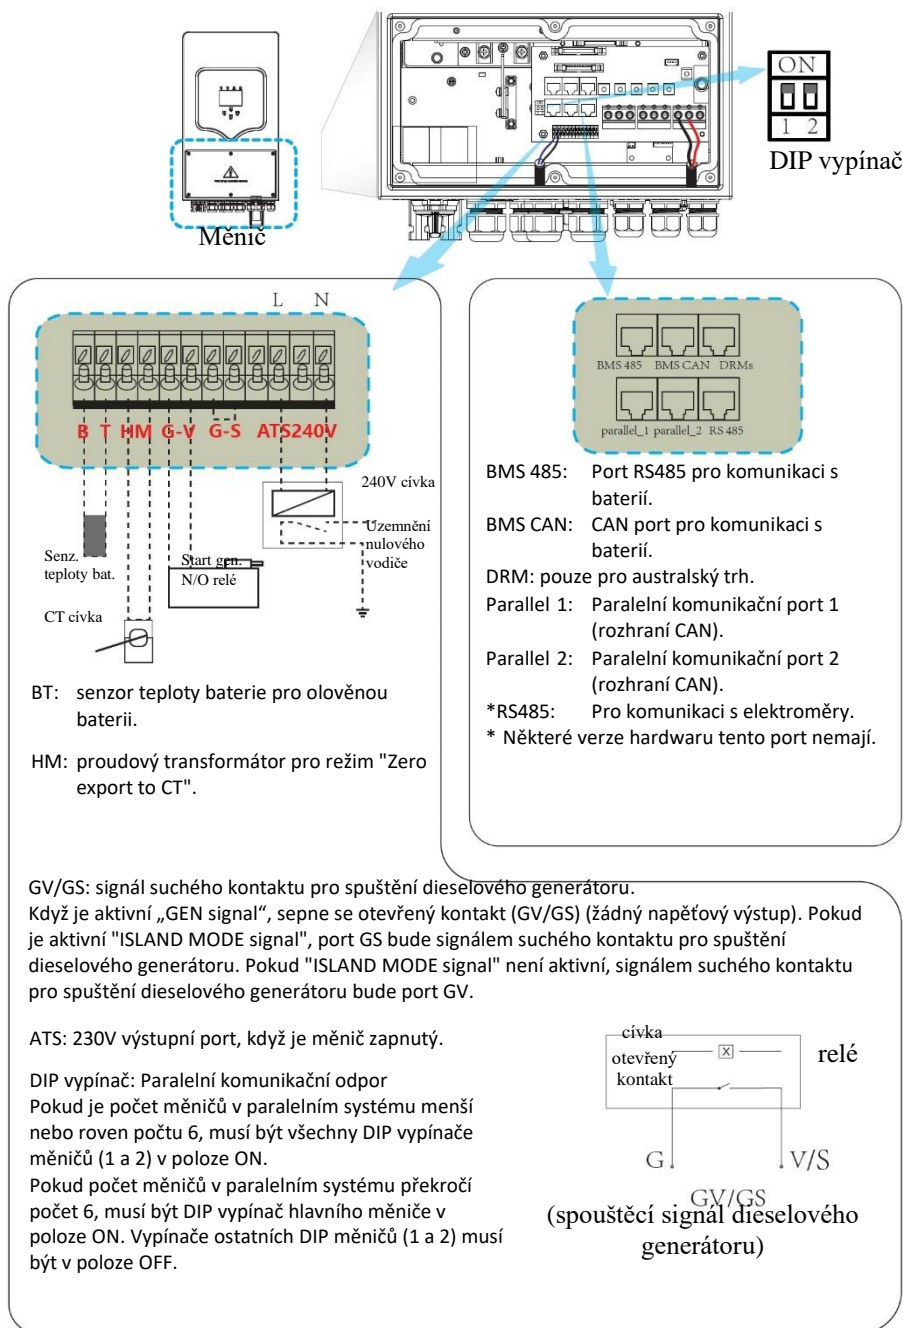 ON
1 2
DIP vypínač
Měnič
L N
B T HM G-V G-S ATS240V
240V cívka
Uzemnění
nulového
vodiče
Senz.
teploty bat.
Start gen.
N/O relé
CT cívka
BT: senzor teploty baterie pro olověnou
baterii.
HM: proudový transformátor pro režim "Zero
export to CT".
BMS 485 BMS CAN DRMs
parallel_1 parallel_2 RS 485
BMS 485: Port RS485 pro komunikaci s
baterií.
BMS CAN: CAN port pro komunikaci s
baterií.
DRM: pouze pro australský trh.
Parallel 1: Paralelní komunikační port 1
(rozhraní CAN).
Parallel 2: Paralelní komunikační port 2
(rozhraní CAN).
*RS485: Pro komunikaci s elektroměry.
* Některé verze hardwaru tento port nemají.
GV/GS: signál suchého kontaktu pro spuštění dieselového generátoru.
Když je aktivní „GEN signal“, sepne se otevřený kontakt (GV/GS) (žádný napěťový výstup). Pokud
je aktivní "ISLAND MODE signal", port GS bude signálem suchého kontaktu pro spuštění
dieselového generátoru. Pokud "ISLAND MODE signal" není aktivní, signálem suchého kontaktu
pro spuštění dieselového generátoru bude port GV.
ATS: 230V výstupní port, když je měnič zapnutý.
DIP vypínač: Paralelní komunikační odpor
Pokud je počet měničů v paralelním systému menší
nebo roven počtu 6, musí být všechny DIP vypínače
měničů (1 a 2) v poloze ON.
Pokud počet měničů v paralelním systému překročí
počet 6, musí být DIP vypínač hlavního měniče v
poloze ON. Vypínače ostatních DIP měničů (1 a 2) musí
být v poloze OFF.
cívka
X
otevřený
kontakt
relé
G V/S
GV/GS
(spouštěcí signál dieselového
generátoru)